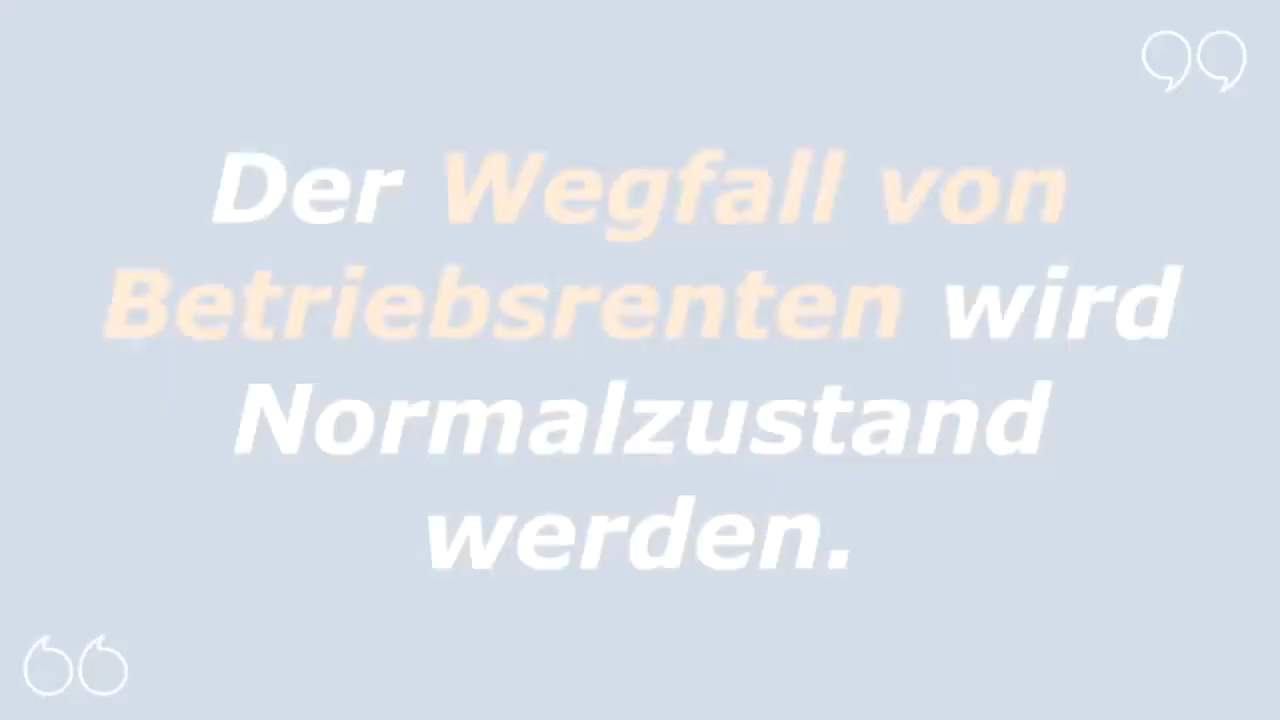 Der Wegfall von
Betriebsrenten wird
Normalzustand
werden.